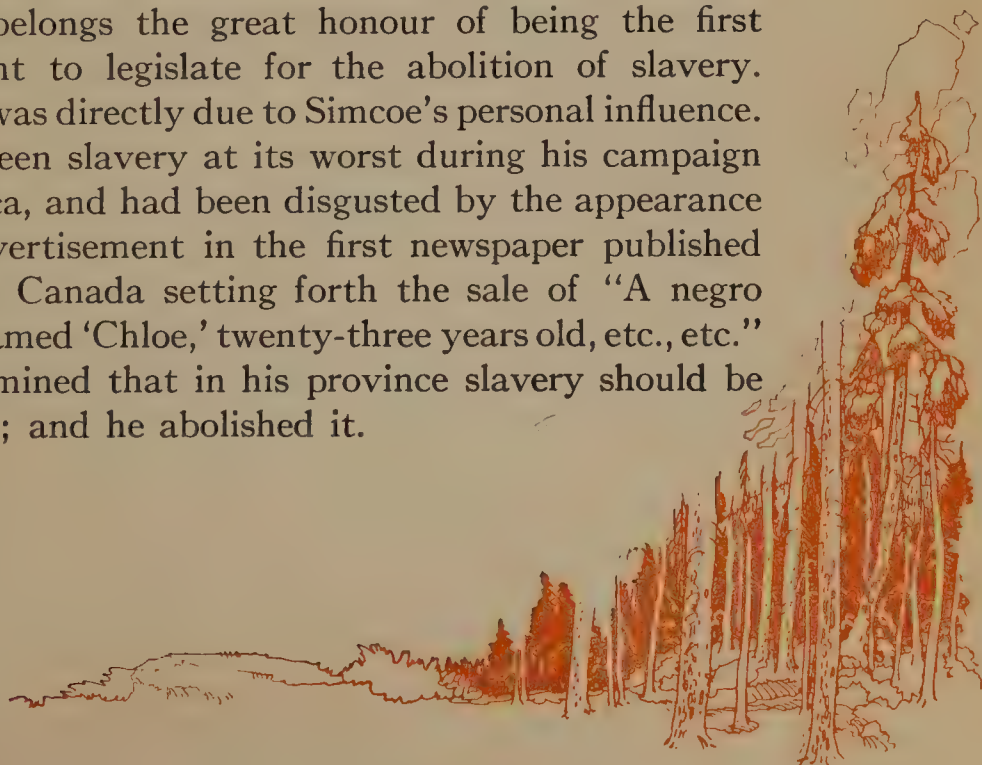 belongs the great honour of being the first
nt to legislate for the abolition of slavery.
was directly due to Simcoe's personal influence.
een slavery at its worst during his campaign
ca, and had been disgusted by the appearance
vertisement in the first newspaper published
Canada setting forth the sale of “A negro
med ‘Chloe,’ twenty-three years old, etc., etc.”
mined that in his province slavery should be
; and he abolished it.